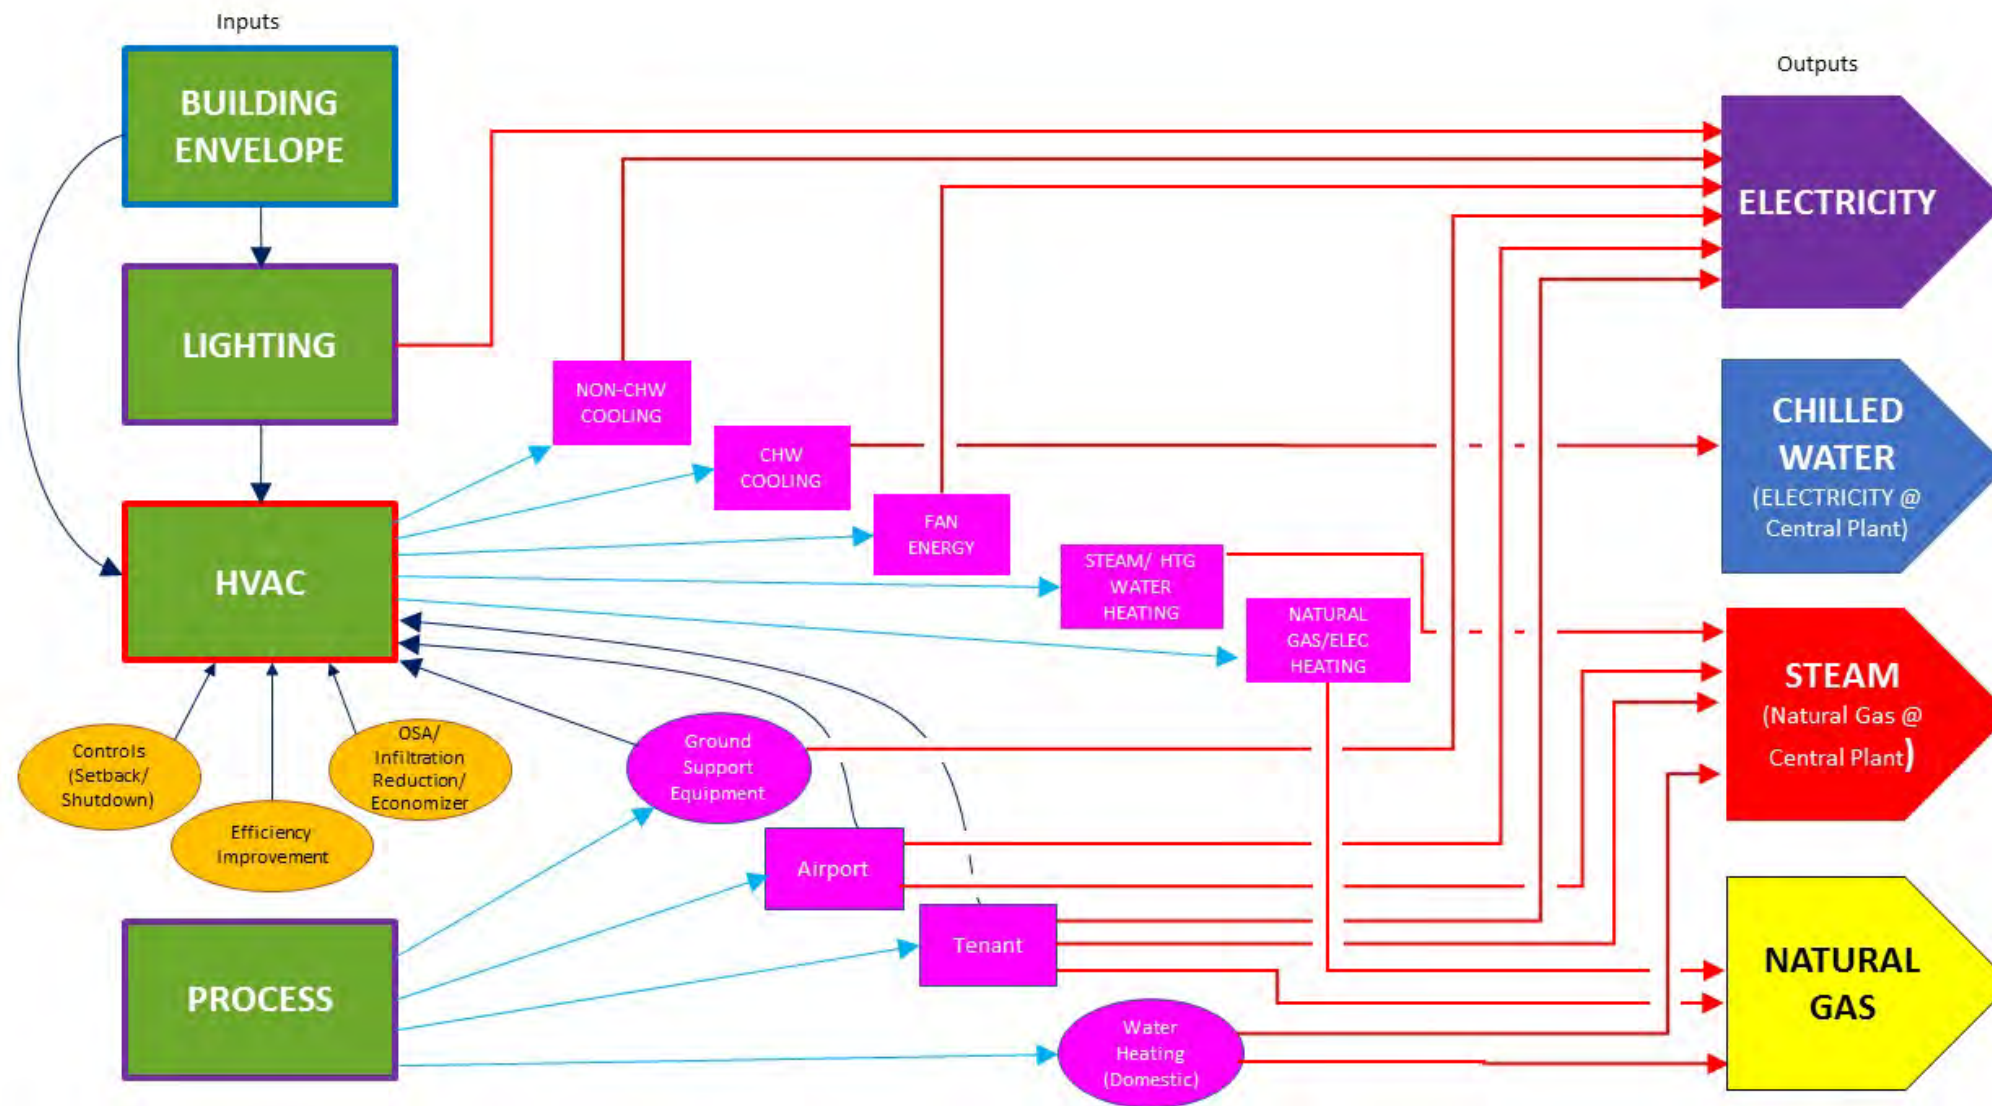 Inputs
BUILDING
ENVELOPE
LIGHTING
HVAC
Controls
(Setback/
Shutdown)
Efficiency
Improvement
OSA/
Infiltration
Reduction/
Economizer
PROCESS
NON-CHW
COOLING
CHW
COOLING
FAN
ENERGY
STEAM/ HTG
WATER
HEATING
NATURAL
GAS/ELEC
HEATING
Ground
Support
Equipment
Airport
Tenant
Water
Heating
(Domestic)
Outputs
ELECTRICITY
CHILLED
WATER
(ELECTRICITY @
Central Plant)
STEAM
(Natural Gas @
Central Plant)
NATURAL
GAS